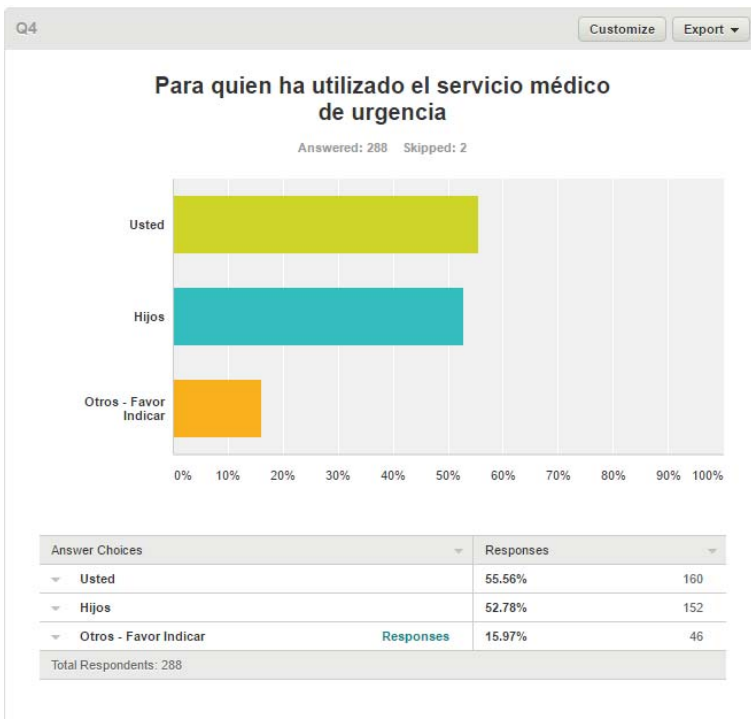 Q4
Customize
Export
Para quien ha utilizado el servicio médico
de urgencia
Answered: 288 Skipped: 2
Usted
Hijos
Otros - Favor
Indicar
0% 10% 20% 30% 40% 50% 60% 70% 80% 90% 100%
Answer Choices Responses
Usted 55.56% 160
Hijos 52.78% 152
Otros - Favor Indicar Responses 15.97% 46
Total Respondents: 288